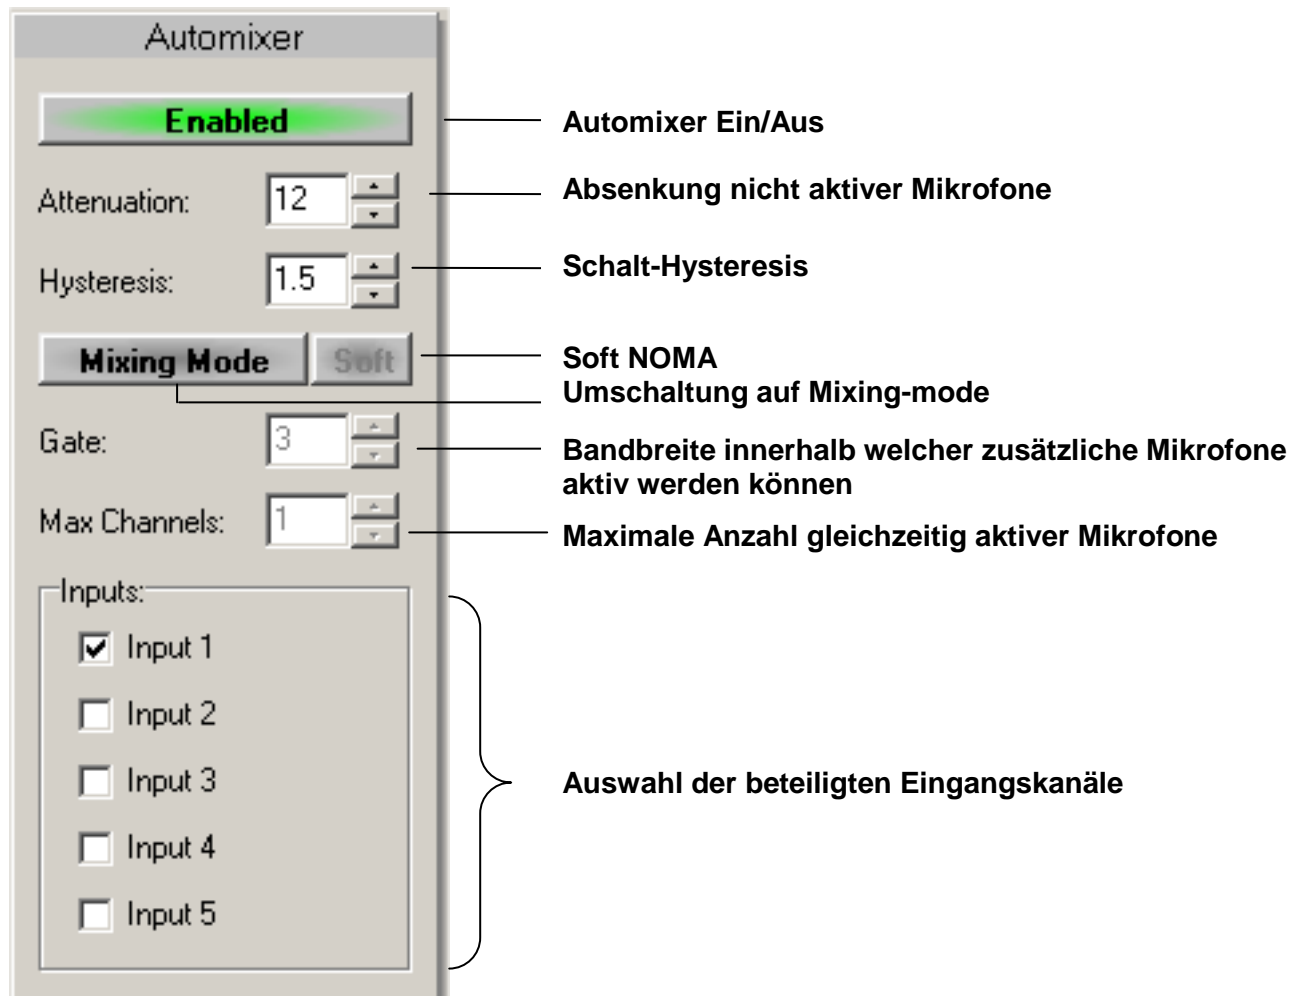 Automixer
Enabled
Automixer Ein/Aus
Attenuation: 12
Absenkung nicht aktiver Mikrofone
Hysteresis: 1.5
Schalt-Hysteresis
Mixing Mode Soft
Soft NOMA
Umschaltung auf Mixing-mode
Gate: 3
Bandbreite innerhalb welcher zusätzliche Mikrofone
aktiv werden können
Max Channels: 1
Maximale Anzahl gleichzeitig aktiver Mikrofone
Inputs:
Input 1
Input 2
Input 3
Input 4
Input 5
Auswahl der beteiligten Eingangskanäle